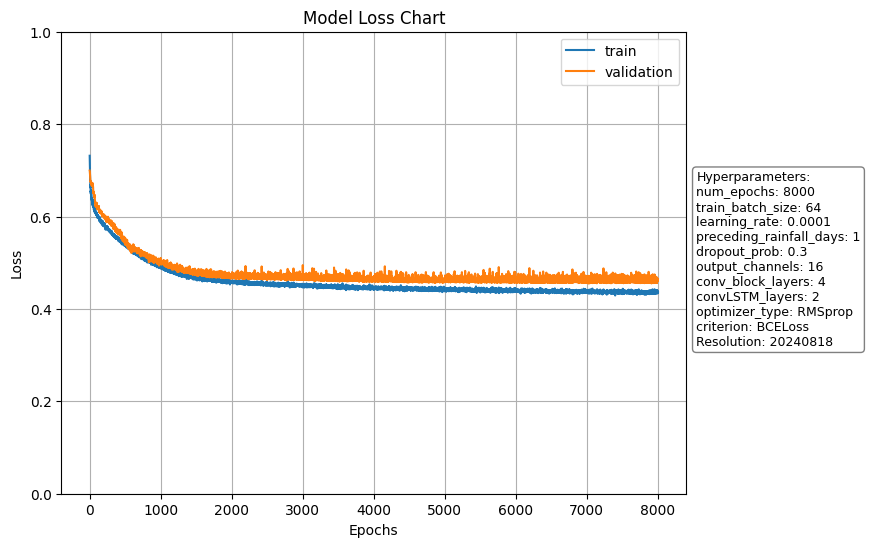 Model Loss Chart
1.0
0.8
0.6
0.4
0.2
0.0
Loss
0 1000 2000 3000 4000 5000 6000 7000 8000
Epochs
train
validation
Hyperparameters:
num_epochs: 8000
train_batch_size: 64
learning_rate: 0.0001
preceding_rainfall_days: 1
dropout_prob: 0.3
output_channels: 16
conv_block_layers: 4
convLSTM_layers: 2
optimizer_type: RMSprop
criterion: BCELoss
Resolution: 20240818